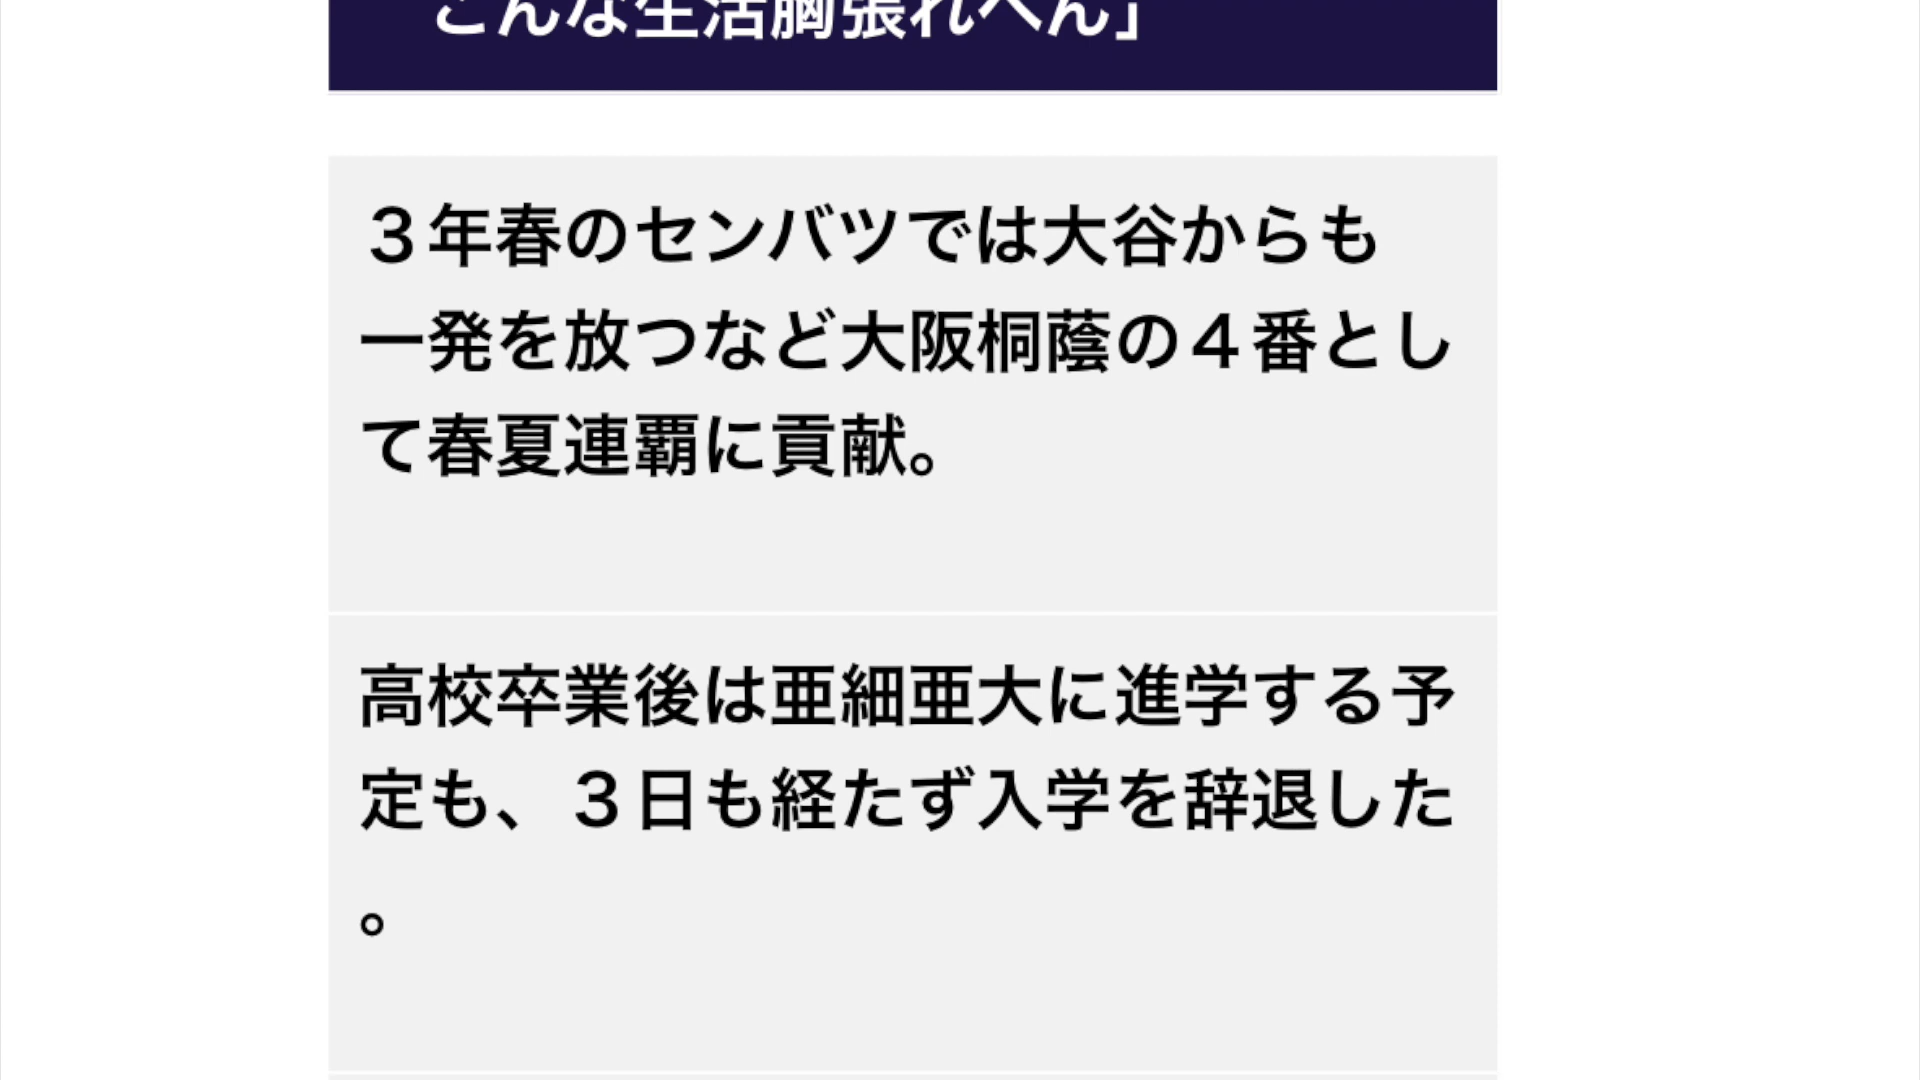 こんな生活胸張れへん」
３年春のセンバツでは大谷からも
一発を放つなど大阪桐蔭の４番とし
て春夏連覇に貢献。
高校卒業後は亜細亜大に進学する予
定も、３日も経たず入学を辞退した
。